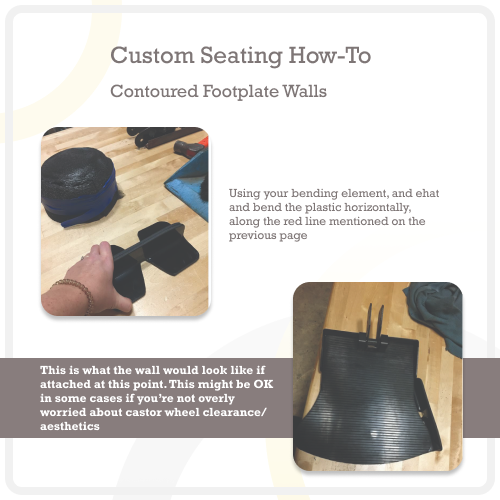 Custom Seating How-To
Contoured Footplate Walls
Using your bending element, and ehat
and bend the plastic horizontally,
along the red line mentioned on the
previous page
This is what the wall would look like if
attached at this point. This might be OK
in some cases if you're not overly
worried about castor wheel clearance/
aesthetics